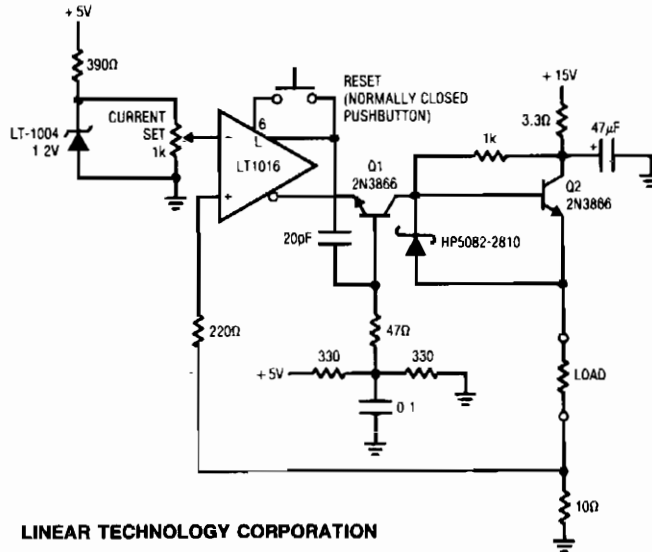 + 5V
390Ω
LT-1004
1 2V
CURRENT
SET
1k
−
+
6
L
LT1016
RESET
(NORMALLY CLOSED
PUSHBUTTON)
20pF
Q1
2N3866
1k
+ 15V
3.3Ω
47µF
+
Q2
2N3866
HP5082-2810
220Ω
47Ω
+ 5V
330
330
0 1
LOAD
10Ω
LINEAR TECHNOLOGY CORPORATION